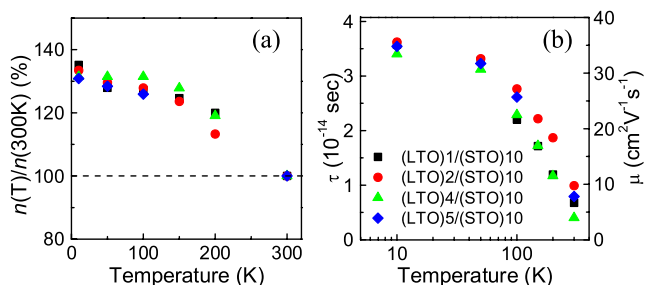 (a)
n(T)/n(300K) (%)
140
120
100
80
0 100 200 300
Temperature (K)
(b)
τ (10⁻¹⁴ sec)
4
3
2
1
0
40
30
20
10
0
μ (cm²V⁻¹s⁻¹)
(LTO)1/(STO)10
(LTO)2/(STO)10
(LTO)4/(STO)10
(LTO)5/(STO)10
10 100
Temperature (K)